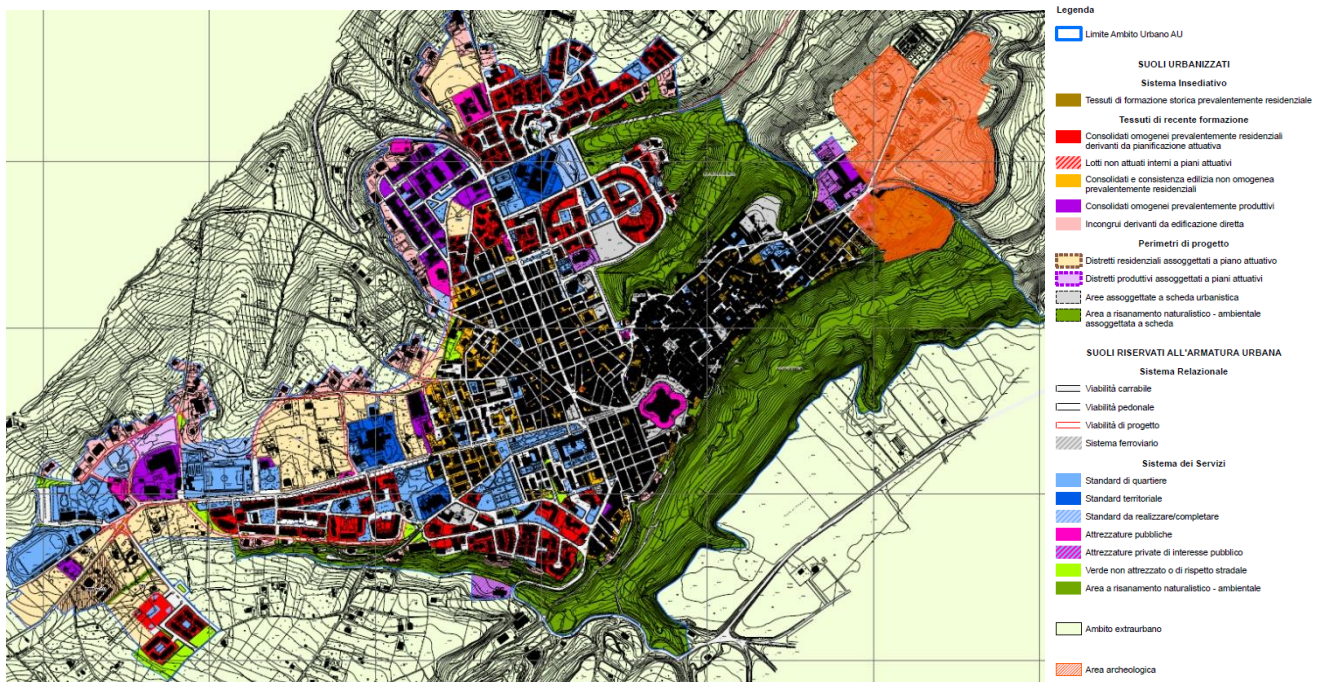 Legenda
Limite Ambito Urbano AU
SUOLI URBANIZZATI
Sistema Insediativo
Tessuti di formazione storica prevalentemente residenziale
Tessuti di recente formazione
Consolidati omogenei prevalentemente residenziali
derivanti da pianificazione attuativa
Lotti non attuati interni a piani attuativi
Consolidati e consistenza edilizia non omogenea
prevalentemente residenziali
Consolidati omogenei prevalentemente produttivi
Incongrui derivanti da edificazione diretta
Perimetri di progetto
Distretti residenziali assoggettati a piano attuativo
Distretti produttivi assoggettati a piani attuativi
Aree assoggettate a scheda urbanistica
Area a risanamento naturalistico - ambientale
assoggettata a scheda
SUOLI RISERVATI ALL'ARMATURA URBANA
Sistema Relazionale
Viabilità carrabile
Viabilità pedonale
Viabilità di progetto
Sistema ferroviario
Sistema dei Servizi
Standard di quartiere
Standard territoriale
Standard da realizzare/completare
Attrezzature pubbliche
Attrezzature private di interesse pubblico
Verde non attrezzato o di rispetto stradale
Area a risanamento naturalistico - ambientale
Ambito extraurbano
Area archeologica